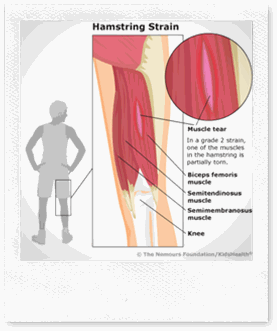 Hamstring Strain
Muscle tear
In a grade 2 strain,
one of the muscles
in the hamstring is
partially torn.
Biceps femoris
muscle
Semitendinosus
muscle
Semimembranosus
muscle
Knee
© The Nemours Foundation/KidsHealth®